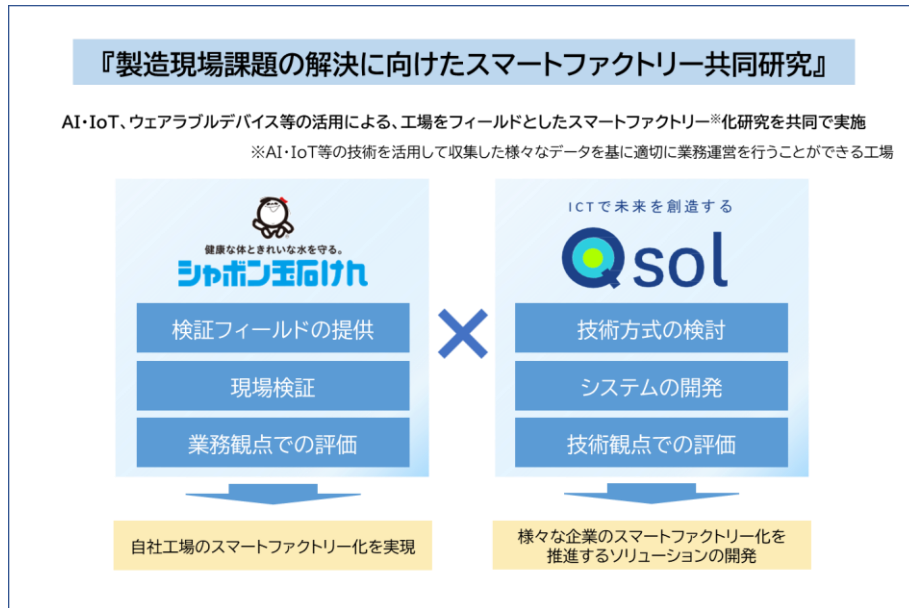 『製造現場課題の解決に向けたスマートファクトリー共同研究』
AI・IoT、ウェアラブルデバイス等の活用による、工場をフィールドとしたスマートファクトリー※化研究を共同で実施
※AI・IoT等の技術を活用して収集した様々なデータを基に適切に業務運営を行うことができる工場
健康な体ときれいな水を守る。
シャボン玉石けん
検証フィールドの提供
現場検証
業務観点での評価
自社工場のスマートファクトリー化を実現
×
ICTで未来を創造する
Qsol
技術方式の検討
システムの開発
技術観点での評価
様々な企業のスマートファクトリー化を
推進するソリューションの開発